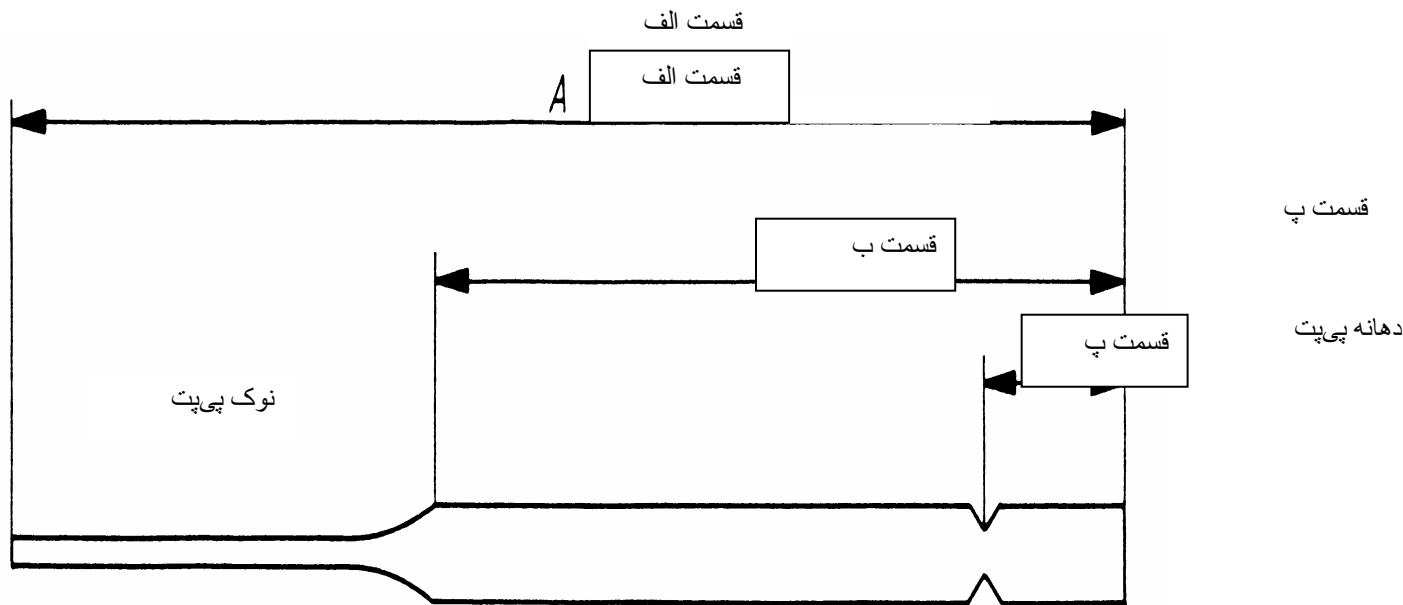 قسمت الف
قسمت الف
A
قسمت پ
قسمت ب
دهانه پی‌پت
قسمت پ
نوک پی‌پت